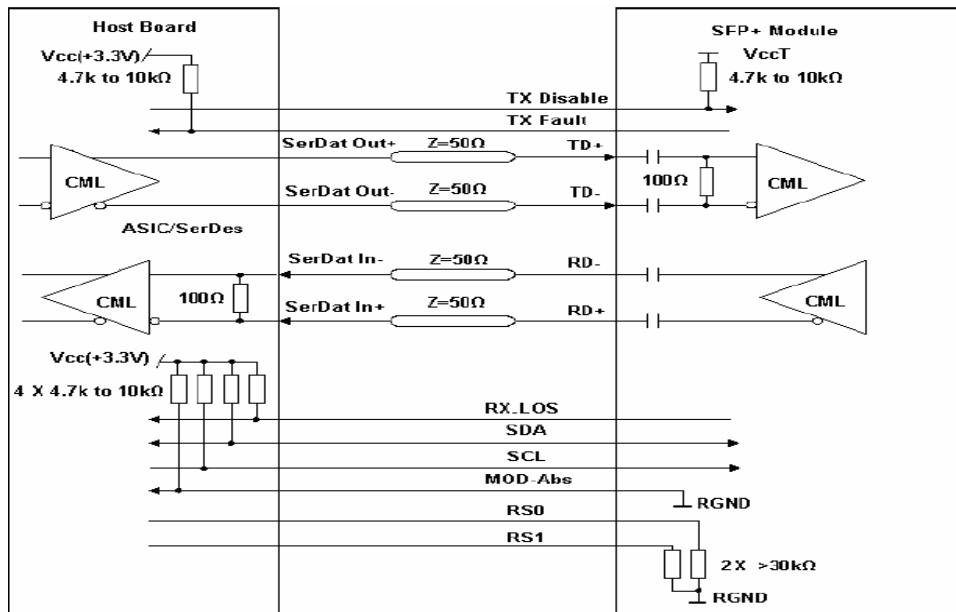 Host Board
SFP+ Module
Vcc(+3.3V)
4.7k to 10kΩ
VccT
4.7k to 10kΩ
TX Disable
TX Fault
SerDat Out+
Z=50Ω
TD+
CML
100Ω
CML
SerDat Out-
Z=50Ω
TD-
ASIC/SerDes
SerDat In-
Z=50Ω
RD-
CML
100Ω
CML
SerDat In+
Z=50Ω
RD+
Vcc(+3.3V)
4 X 4.7k to 10kΩ
RX_LOS
SDA
SCL
MOD-Abs
RGND
RS0
RS1
2X >30kΩ
RGND